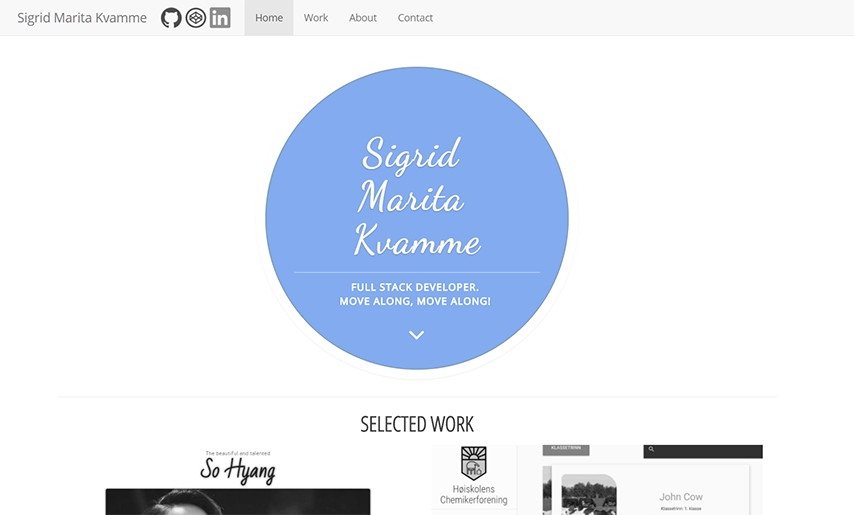 Sigrid Marita Kvamme
Home
Work
About
Contact
Sigrid
Marita
Kvamme
FULL STACK DEVELOPER.
MOVE ALONG, MOVE ALONG!
SELECTED WORK
The beautiful and talented
So Hyang
Høiskolens
Chemikerforening
KLASSETRINN
John Cow
Klassetrinn: 1. klasse